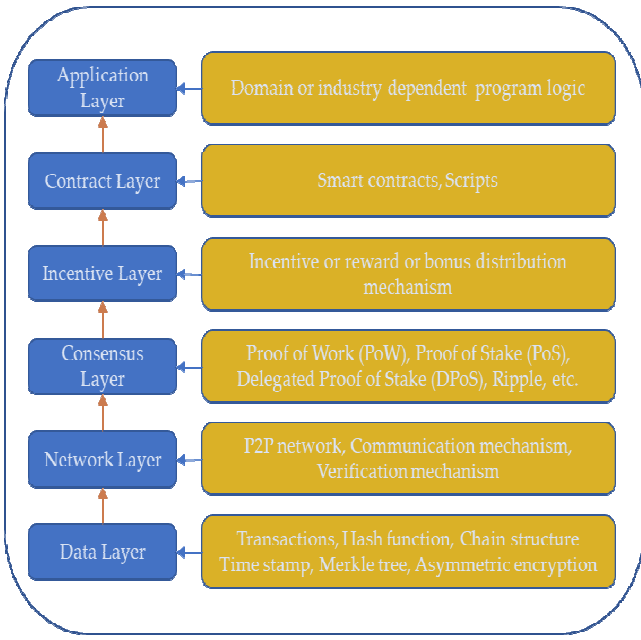 Application
Layer
Domain or industry dependent program logic
Contract Layer
Smart contracts, Scripts
Incentive Layer
Incentive or reward or bonus distribution
mechanism
Consensus
Layer
Proof of Work (PoW), Proof of Stake (PoS),
Delegated Proof of Stake (DPoS), Ripple, etc.
Network Layer
P2P network, Communication mechanism,
Verification mechanism
Data Layer
Transactions, Hash function, Chain structure
Time stamp, Merkle tree, Asymmetric encryption